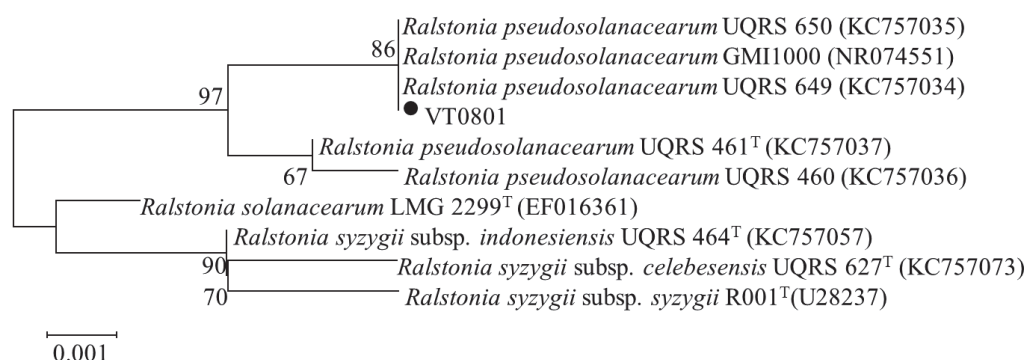 Ralstonia pseudosolanacearum UQRS 650 (KC757035)
86
Ralstonia pseudosolanacearum GMI1000 (NR074551)
Ralstonia pseudosolanacearum UQRS 649 (KC757034)
97
VT0801
Ralstonia pseudosolanacearum UQRS 461ᵀ (KC757037)
67
Ralstonia pseudosolanacearum UQRS 460 (KC757036)
Ralstonia solanacearum LMG 2299ᵀ (EF016361)
Ralstonia syzygii subsp. indonesiensis UQRS 464ᵀ (KC757057)
90
Ralstonia syzygii subsp. celebesensis UQRS 627ᵀ (KC757073)
70
Ralstonia syzygii subsp. syzygii R001ᵀ(U28237)
0.001